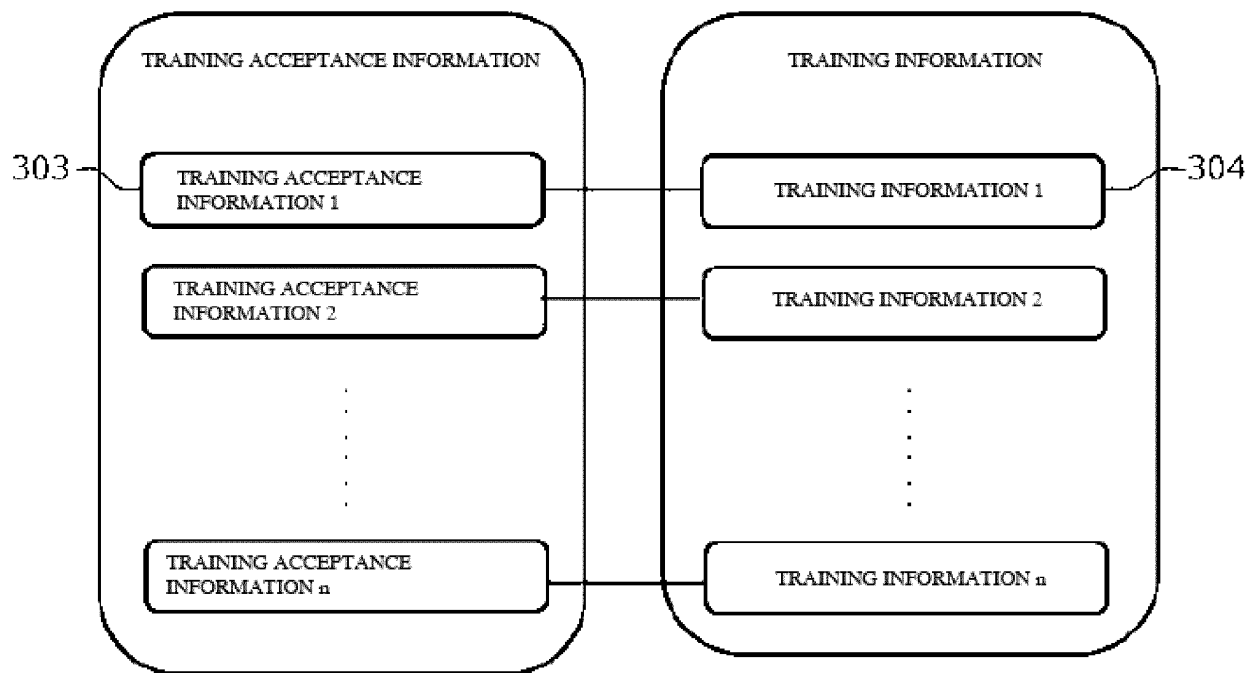 TRAINING ACCEPTANCE INFORMATION
TRAINING INFORMATION
303
TRAINING ACCEPTANCE
INFORMATION 1
TRAINING INFORMATION 1
304
TRAINING ACCEPTANCE
INFORMATION 2
TRAINING INFORMATION 2
TRAINING ACCEPTANCE
INFORMATION n
TRAINING INFORMATION n